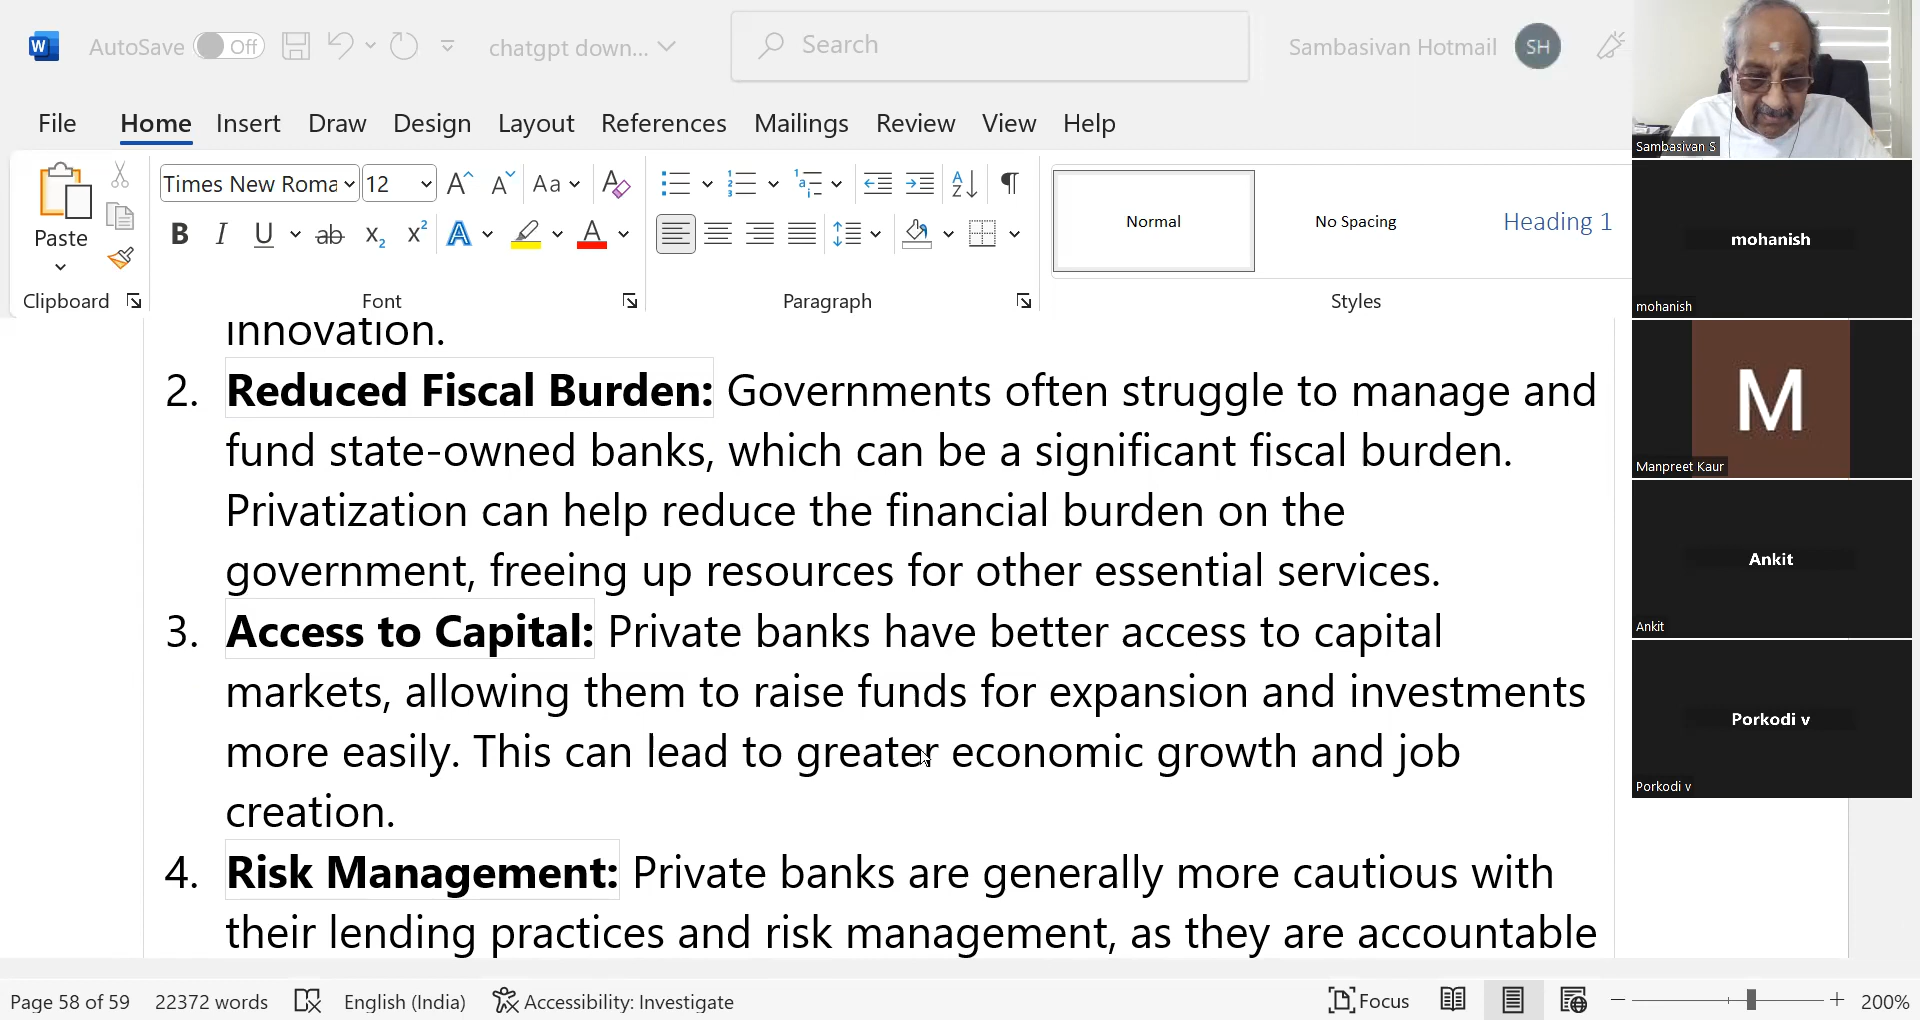 AutoSave Off chatgpt down... Search Sambasivan Hotmail SH
File Home Insert Draw Design Layout References Mailings Review View Help
Paste
Clipboard
Times New Roma 12
Font
Paragraph
Normal
No Spacing
Heading 1
Styles
innovation.
2. Reduced Fiscal Burden: Governments often struggle to manage and
fund state-owned banks, which can be a significant fiscal burden.
Privatization can help reduce the financial burden on the
government, freeing up resources for other essential services.
3. Access to Capital: Private banks have better access to capital
markets, allowing them to raise funds for expansion and investments
more easily. This can lead to greater economic growth and job
creation.
4. Risk Management: Private banks are generally more cautious with
their lending practices and risk management, as they are accountable
Sambasivan S
mohanish
mohanish
M
Manpreet Kaur
Ankit
Ankit
Porkodi v
Porkodi v
Page 58 of 59 22372 words English (India) Accessibility: Investigate Focus 200%